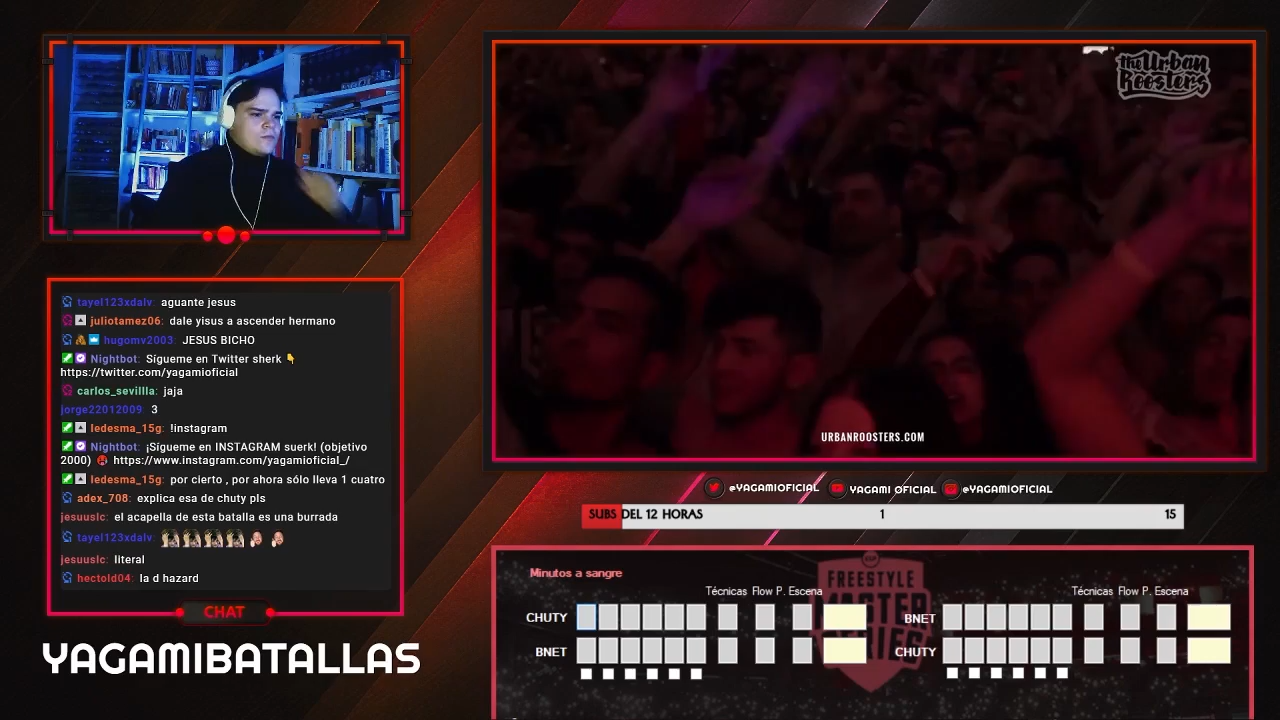 the Urban
Roosters
URBANROOSTERS.COM
tayel123xdalv: aguante jesus
juliotamez06: dale yisus a ascender hermano
hugomv2003: JESUS BICHO
Nightbot: Sígueme en Twitter sherk 👇
https://twitter.com/yagamioficial
carlos_sevillla: jaja
jorge22012009: 3
ledesma_15g: !instagram
Nightbot: ¡Sígueme en INSTAGRAM suerk! (objetivo
2000) https://www.instagram.com/yagamioficial_/
ledesma_15g: por cierto , por ahora sólo lleva 1 cuatro
adex_708: explica esa de chuty pls
jesuuslc: el acapella de esta batalla es una burrada
tayel123xdalv:
jesuuslc: literal
hectold04: la d hazard
CHAT
YAGAMIBATALLAS
@YAGAMIOFICIAL YAGAMI OFICIAL @YAGAMIOFICIAL
SUBS DEL 12 HORAS 1 15
Minutos a sangre
Técnicas Flow P. Escena
CHUTY
BNET
FREESTYLE
MASTER
SERIES
Técnicas Flow P. Escena
BNET
CHUTY